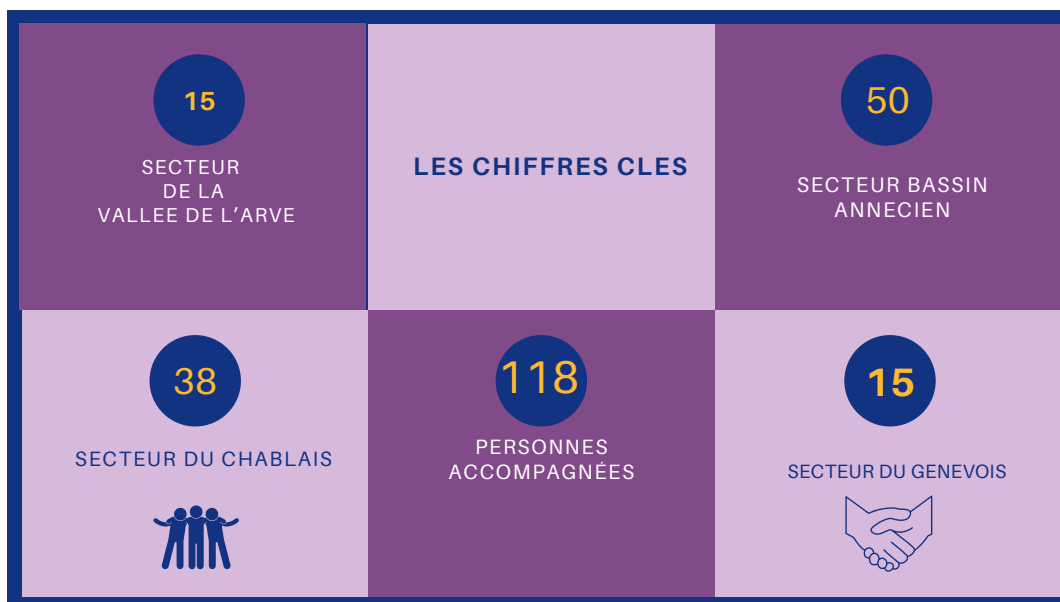 15
SECTEUR
DE LA
VALLEE DE L'ARVE
LES CHIFFRES CLES
50
SECTEUR BASSIN
ANNECIEN
38
SECTEUR DU CHABLAIS
118
PERSONNES
ACCOMPAGNÉES
15
SECTEUR DU GENEVOIS